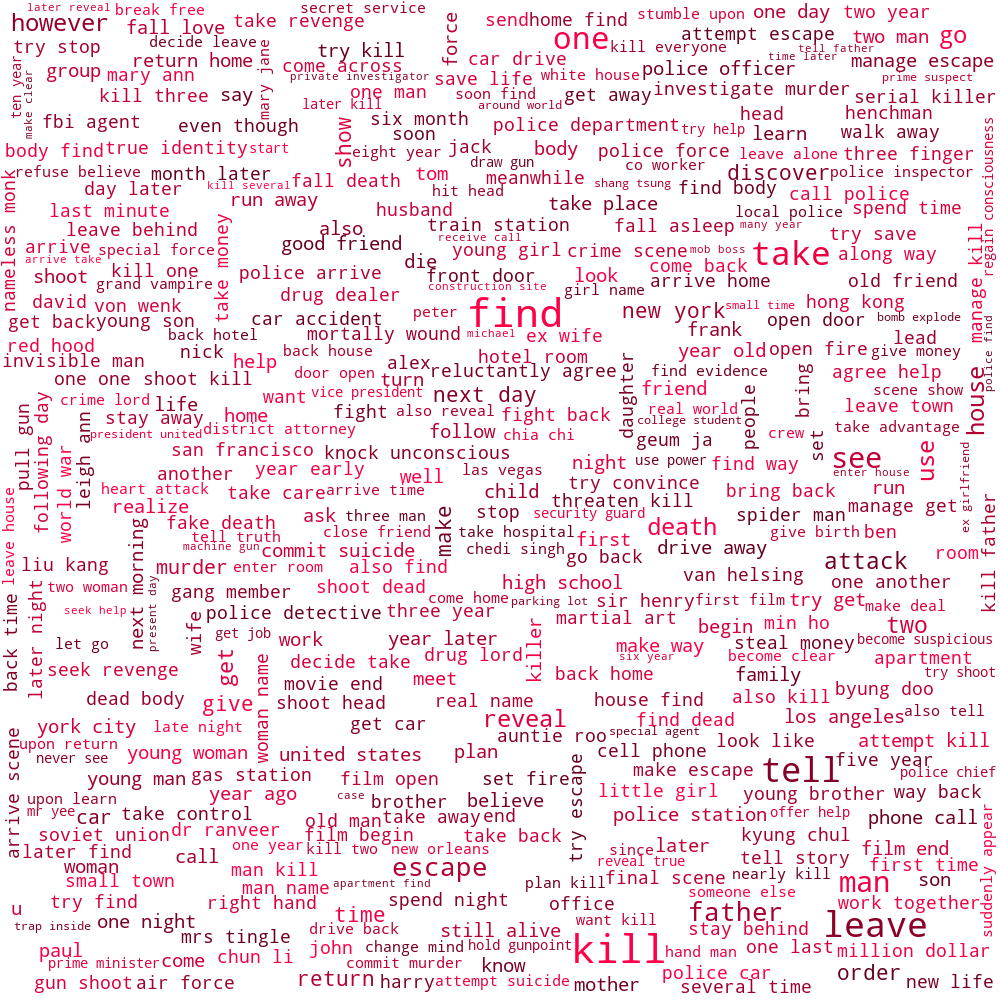 later reveal
break free
secret service
however
fall love
take revenge
force
send
home find
stumble upon
one day
two year
try stop
decide leave
try kill
one
kill everyone
attempt escape
tell father
two man
go
ten year
make clear
group
return home
mary ann
mary jane
come across
private investigator
car drive
save life
white house
police officer
time later
manage escape
prime suspect
kill three
say
later kill
one man
soon find
around world
get away
investigate murder
serial killer
fbi agent
even though
six month
soon
show
police department
try help
head
learn
henchman
walk away
body find
true identity
start
eight year
jack
draw gun
body
police force
co worker
leave alone
three finger
regain consciousness
refuse believe
month later
kill several
fall death
tom
meanwhile
shang tsung
discover
police inspector
nameless monk
day later
run away
hit head
find body
call police
last minute
husband
take place
local police
spend time
leave behind
take money
also
train station
receive call
fall asleep
many year
try save
arrive
special force
good friend
young girl
crime scene
mob boss
take
along way
arrive take
kill one
police arrive
die
front door
look
come back
manage kill
shoot
grand vampire
drug dealer
construction site
girl name
arrive home
old friend
david
von wenk
peter
find
new york
small time
hong kong
get back
young son
car accident
mortally wound
michael
ex wife
frank
open door
bomb explode
red hood
back hotel
nick
back house
alex
hotel room
year old
open fire
lead
give money
police find
invisible man
help
door open
turn
reluctantly agree
daughter
find evidence
people
bring
agree help
scene show
house
one one shoot kill
want
vice president
next day
friend
crime lord
life
fight
also reveal
fight back
real world
leave town
pull gun
following day
leigh ann
stay away
home
college student
take advantage
president united
district attorney
follow
chia chi
geum ja
crew
set
see
use
san francisco
knock unconscious
world war
another
year early
well
las vegas
night
use power
find way
enter house
ex girlfriend
heart attack
take care
arrive time
child
try convince
bring back
run
leave house
realize
threaten kill
manage get
kill father
fake death
ask
three man
make
stop
security guard
death
spider man
tell truth
close friend
take hospital
first
give birth
ben
machine gun
commit suicide
chedi singh
go back
drive away
room
next morning
liu kang
murder
enter room
also find
van helsing
attack
present day
gang member
shoot dead
high school
one another
back time
later night
two woman
come home
parking lot
sir henry
first film
try get
make deal
seek help
wife
police detective
three year
killer
martial art
begin
min ho
two
let go
get job
work
year later
make way
steal money
become suspicious
get
woman name
decide take
drug lord
six year
become clear
apartment
seek revenge
movie end
meet
back home
family
try shoot
dead body
give
shoot head
real name
house find
also kill
byung doo
york city
late night
get car
reveal
find dead
los angeles
also tell
arrive scene
upon return
auntie roo
special agent
look like
attempt kill
never see
young woman
united states
plan
cell phone
tell
five year
young man
gas station
film open
set fire
try escape
make escape
police chief
upon learn
year ago
case
brother
believe
little girl
young brother
way back
mr yee
car
take control
old man
take away
end
police station
offer help
phone call
suddenly appear
soviet union
dr ranveer
film begin
take back
kyung chul
later find
call
one year
kill two
new orleans
since
later
film end
woman
man kill
escape
reveal true
tell story
first time
small town
man name
apartment find
plan kill
final scene
nearly kill
man
son
try find
right hand
spend night
someone else
work together
u
time
office
father
trap inside
one night
drive back
still alive
want kill
stay behind
leave
mrs tingle
paul
john
change mind
hold gunpoint
kill
hand man
one last
million dollar
prime minister
come
chun li
commit murder
know
police car
order
gun shoot
air force
return
harry
attempt suicide
mother
several time
new life